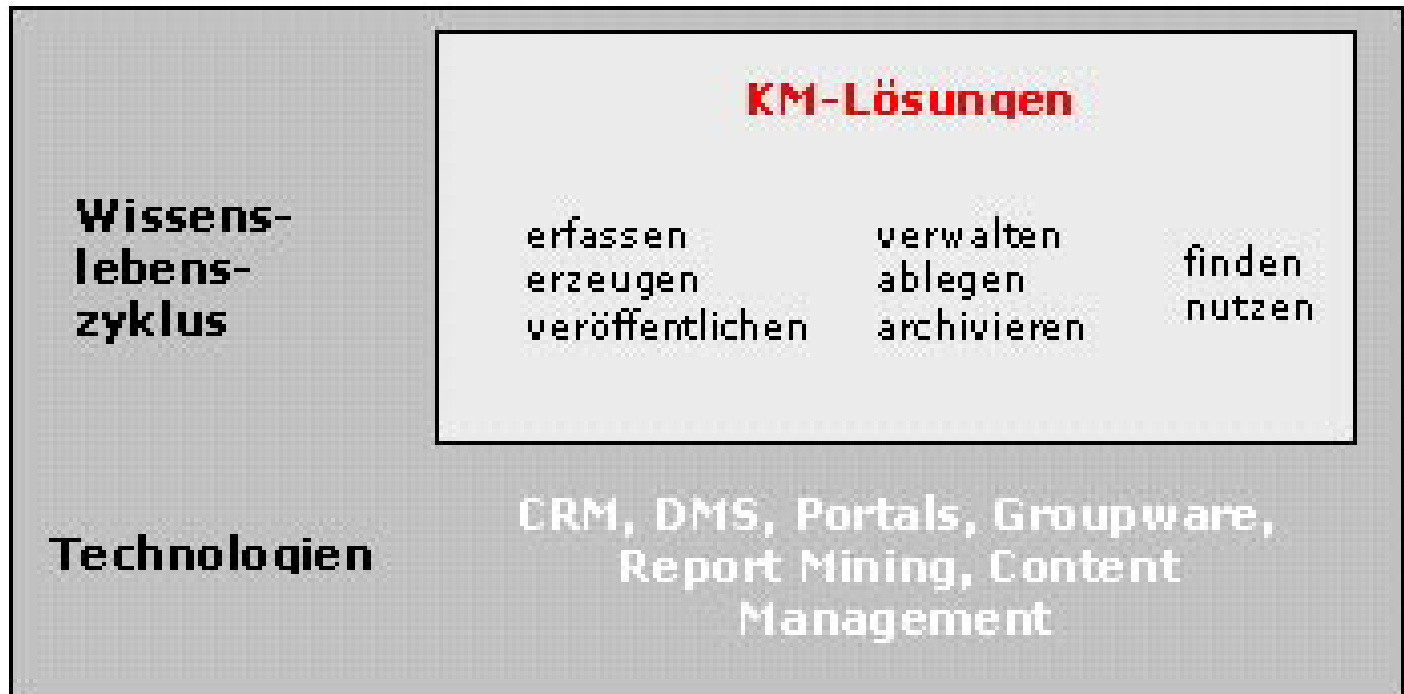 KM-Lösungen
Wissens-
lebens-
zyklus
erfassen
erzeugen
veröffentlichen
verwalten
ablegen
archivieren
finden
nutzen
Technologien
CRM, DMS, Portals, Groupware,
Report Mining, Content
Management